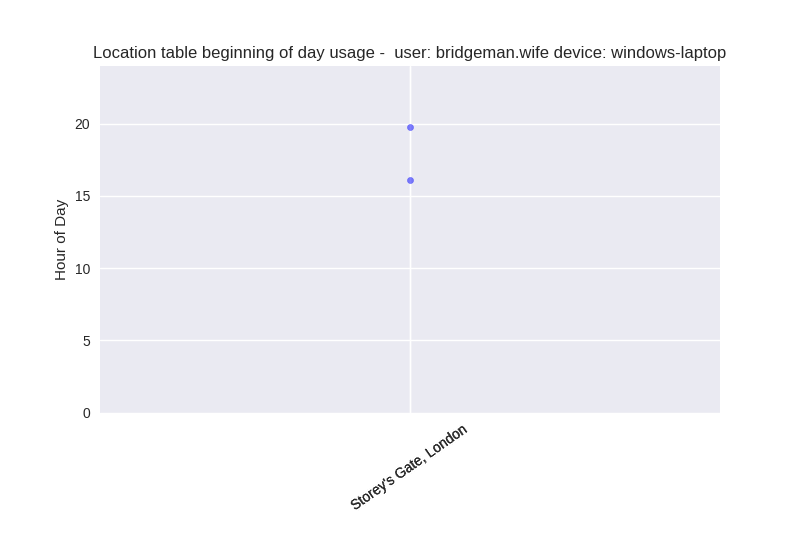 Location table beginning of day usage -  user: bridgeman.wife device: windows-laptop
20
15
10
5
0
Hour of Day
Storey's Gate, London